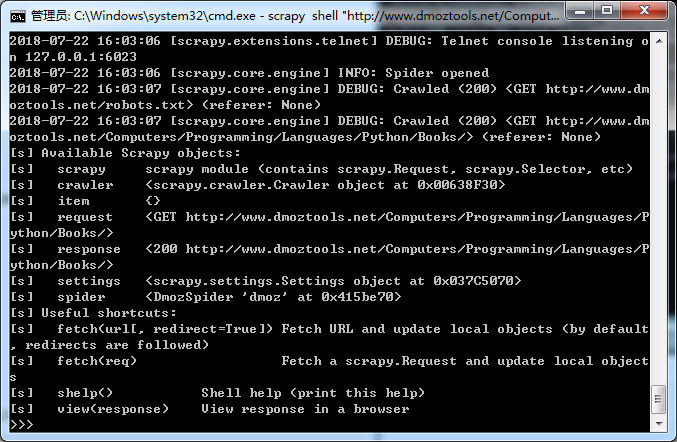 管理员: C:\Windows\system32\cmd.exe - scrapy  shell "http://www.dmoztools.net/Comput...
2018-07-22 16:03:06 [scrapy.extensions.telnet] DEBUG: Telnet console listening o
n 127.0.0.1:6023
2018-07-22 16:03:06 [scrapy.core.engine] INFO: Spider opened
2018-07-22 16:03:07 [scrapy.core.engine] DEBUG: Crawled (200) <GET http://www.dm
oztools.net/robots.txt> (referer: None)
2018-07-22 16:03:07 [scrapy.core.engine] DEBUG: Crawled (200) <GET http://www.dm
oztools.net/Computers/Programming/Languages/Python/Books/> (referer: None)
[s] Available Scrapy objects:
[s]   scrapy     scrapy module (contains scrapy.Request, scrapy.Selector, etc)
[s]   crawler    <scrapy.crawler.Crawler object at 0x00638F30>
[s]   item       {}
[s]   request    <GET http://www.dmoztools.net/Computers/Programming/Languages/P
ython/Books/>
[s]   response   <200 http://www.dmoztools.net/Computers/Programming/Languages/P
ython/Books/>
[s]   settings   <scrapy.settings.Settings object at 0x037C5070>
[s]   spider     <DmozSpider 'dmoz' at 0x415be70>
[s] Useful shortcuts:
[s]   fetch(url[, redirect=True]) Fetch URL and update local objects (by default
, redirects are followed)
[s]   fetch(req)                  Fetch a scrapy.Request and update local object
s
[s]   shelp()           Shell help (print this help)
[s]   view(response)    View response in a browser
>>>